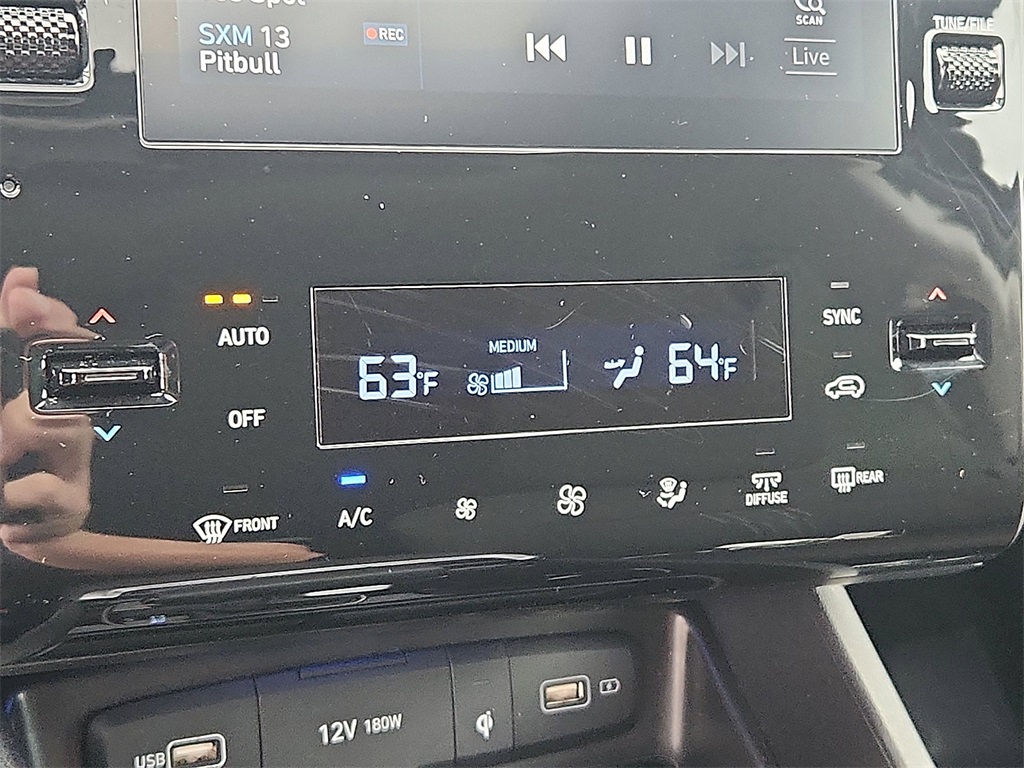 SXM 13
REC
Pitbull
SCAN
Live
TUNE/FILE
AUTO
OFF
MEDIUM
63°F
64°F
SYNC
FRONT
A/C
DIFFUSE
REAR
USB
12V 180W